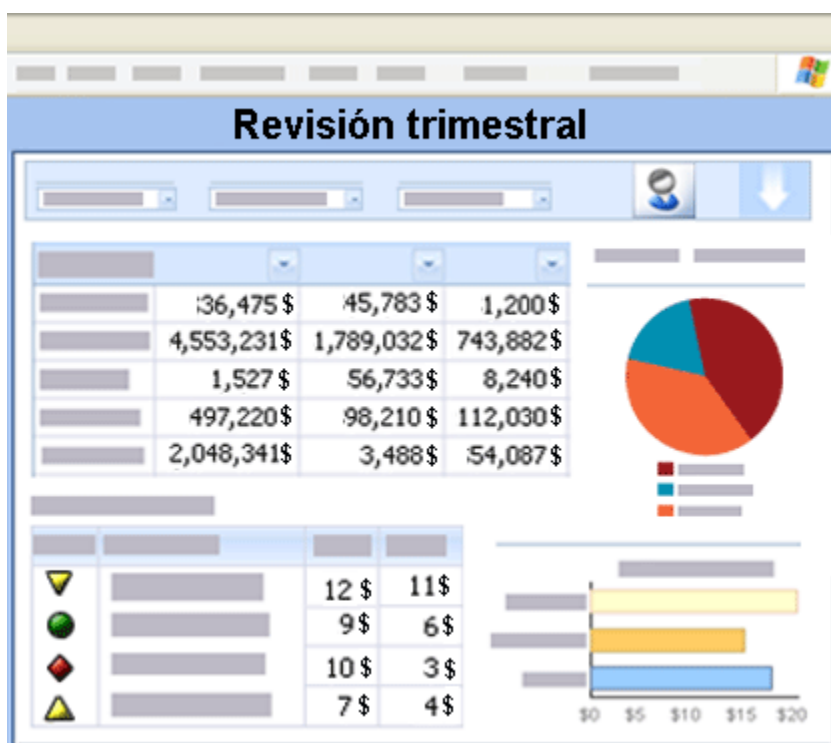 Revisión trimestral
36,475 $ 45,783 $ 1,200 $
4,553,231$ 1,789,032$ 743,882$
1,527 $ 56,733$ 8,240$
497,220$ 98,210 $ 112,030$
2,048,341$ 3,488$ 54,087$
12 $ 11$
9$ 6$
10 $ 3$
7 $ 4$
$0 $5 $10 $15 $20